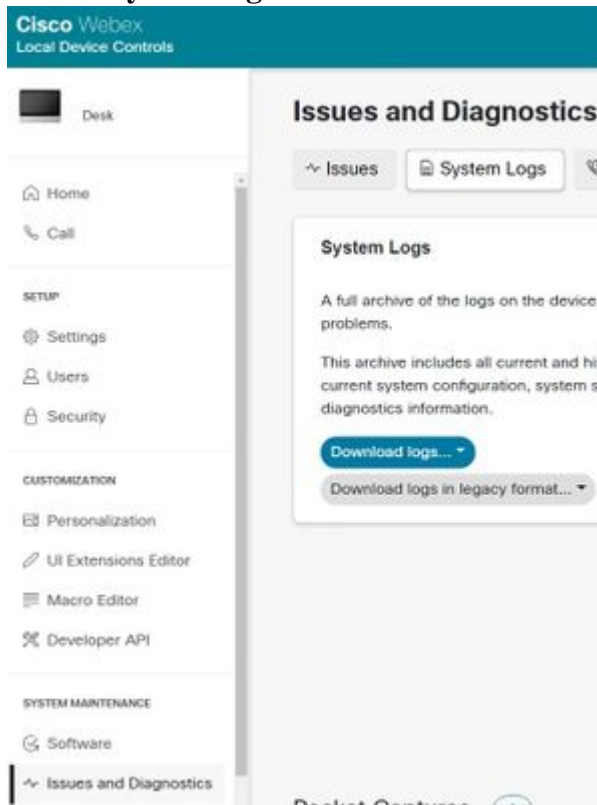 Cisco Webex
Local Device Controls
Desk
Home
Call
SETUP
Settings
Users
Security
CUSTOMIZATION
Personalization
UI Extensions Editor
Macro Editor
Developer API
SYSTEM MAINTENANCE
Software
Issues and Diagnostics
Issues and Diagnostics
Issues
System Logs
System Logs
A full archive of the logs on the device
problems.
This archive includes all current and hi
current system configuration, system s
diagnostics information.
Download logs...
Download logs in legacy format...